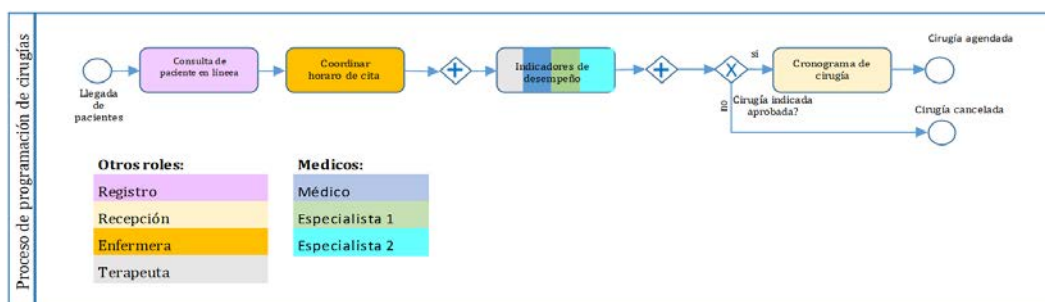 Proceso de programación de cirugías
Llegada
de
pacientes
Consulta de
paciente en línea
Coordinar
horaro de cita
Indicadores de
desempeño
si
no
Cirugía indicada
aprobada?
Cronograma de
cirugía
Cirugía agendada
Cirugía cancelada
Otros roles:
Registro
Recepción
Enfermera
Terapeuta
Medicos:
Médico
Especialista 1
Especialista 2